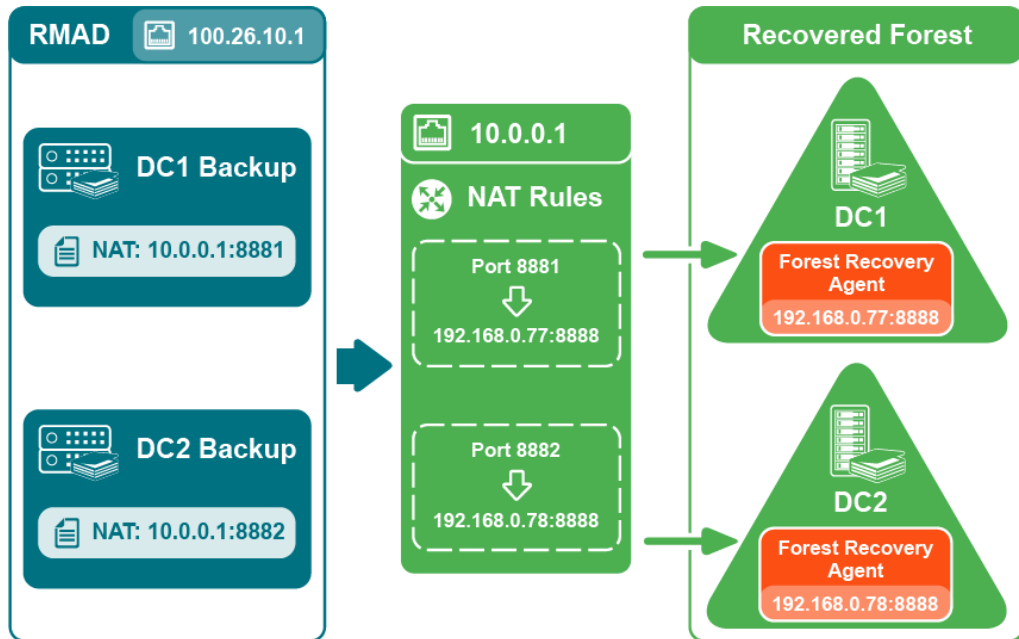 RMAD
100.26.10.1
DC1 Backup
NAT: 10.0.0.1:8881
DC2 Backup
NAT: 10.0.0.1:8882
10.0.0.1
NAT Rules
Port 8881
192.168.0.77:8888
Port 8882
192.168.0.78:8888
Recovered Forest
DC1
Forest Recovery
Agent
192.168.0.77:8888
DC2
Forest Recovery
Agent
192.168.0.78:8888